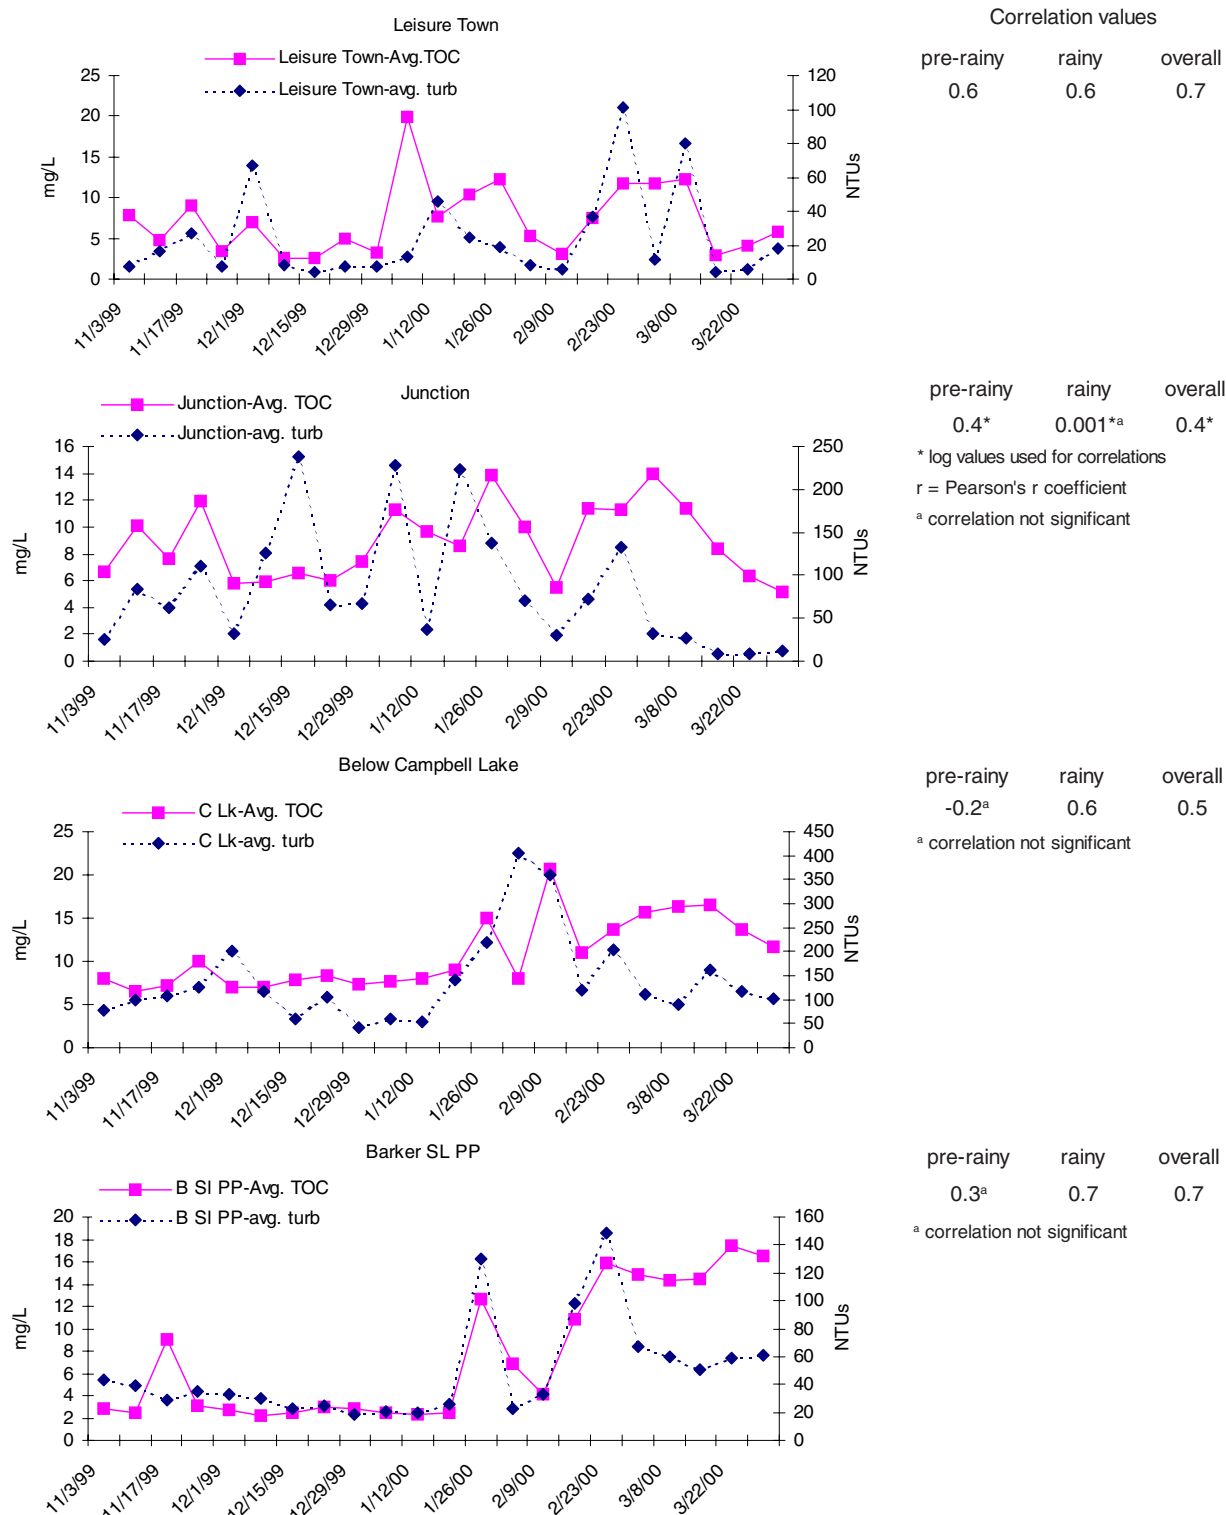 Leisure Town
Correlation values
Leisure Town-Avg.TOC
Leisure Town-avg. turb
pre-rainy rainy overall
0.6 0.6 0.7
25
20
15
10
5
0
mg/L
120
100
80
60
40
20
0
NTUs
11/3/99 11/17/99 12/1/99 12/15/99 12/29/99 1/12/00 1/26/00 2/9/00 2/23/00 3/8/00 3/22/00
Junction
Junction-Avg. TOC
Junction-avg. turb
pre-rainy rainy overall
0.4* 0.001*a 0.4*
* log values used for correlations
r = Pearson's r coefficient
a correlation not significant
16
14
12
10
8
6
4
2
0
mg/L
250
200
150
100
50
0
NTUs
11/3/99 11/17/99 12/1/99 12/15/99 12/29/99 1/12/00 1/26/00 2/9/00 2/23/00 3/8/00 3/22/00
Below Campbell Lake
C Lk-Avg. TOC
C Lk-avg. turb
pre-rainy rainy overall
-0.2a 0.6 0.5
a correlation not significant
25
20
15
10
5
0
mg/L
450
400
350
300
250
200
150
100
50
0
NTUs
11/3/99 11/17/99 12/1/99 12/15/99 12/29/99 1/12/00 1/26/00 2/9/00 2/23/00 3/8/00 3/22/00
Barker SL PP
B Sl PP-Avg. TOC
B Sl PP-avg. turb
pre-rainy rainy overall
0.3a 0.7 0.7
a correlation not significant
20
18
16
14
12
10
8
6
4
2
0
mg/L
160
140
120
100
80
60
40
20
0
NTUs
11/3/99 11/17/99 12/1/99 12/15/99 12/29/99 1/12/00 1/26/00 2/9/00 2/23/00 3/8/00 3/22/00